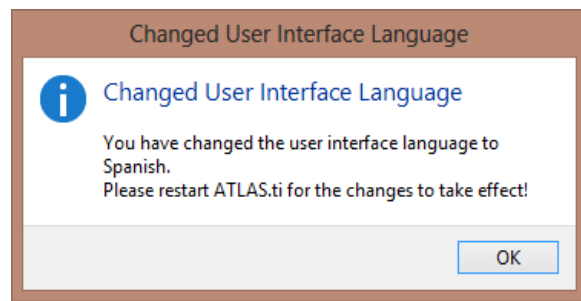 Changed User Interface Language
Changed User Interface Language
You have changed the user interface language to
Spanish.
Please restart ATLAS.ti for the changes to take effect!
OK